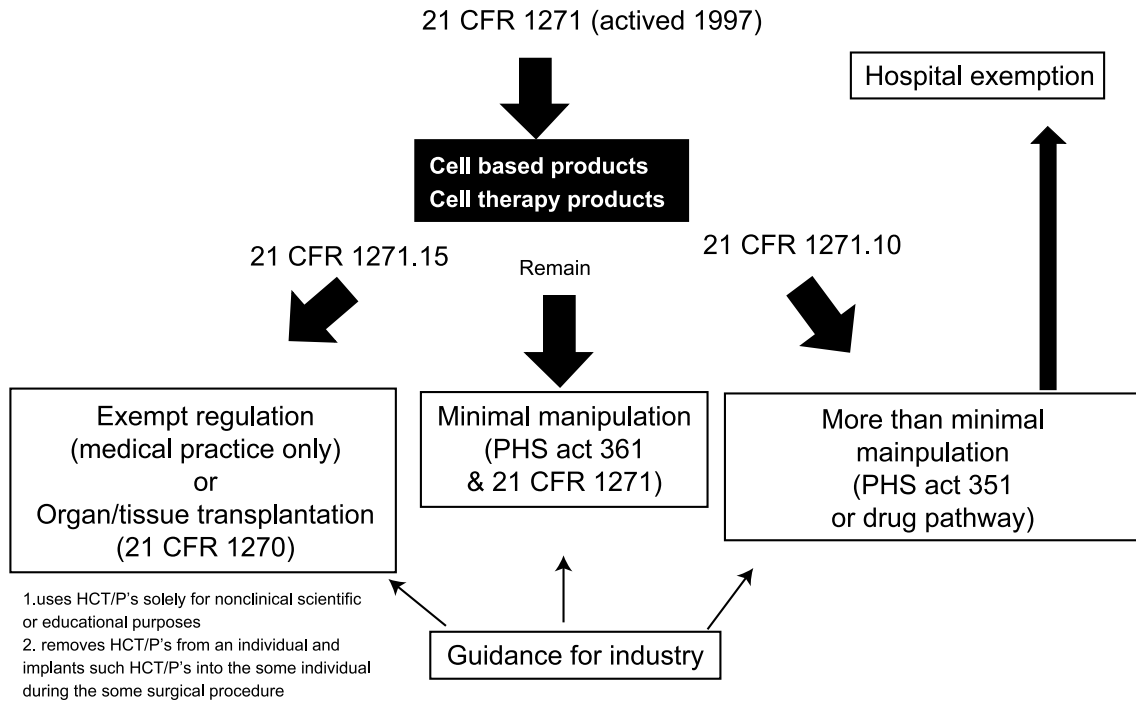 21 CFR 1271 (actived 1997)
Hospital exemption
Cell based products
Cell therapy products
21 CFR 1271.15
Remain
21 CFR 1271.10
Exempt regulation
(medical practice only)
or
Organ/tissue transplantation
(21 CFR 1270)
Minimal manipulation
(PHS act 361
& 21 CFR 1271)
More than minimal
mainpulation
(PHS act 351
or drug pathway)
1.uses HCT/P's solely for nonclinical scientific
or educational purposes
2. removes HCT/P's from an individual and
implants such HCT/P's into the some individual
during the some surgical procedure
Guidance for industry